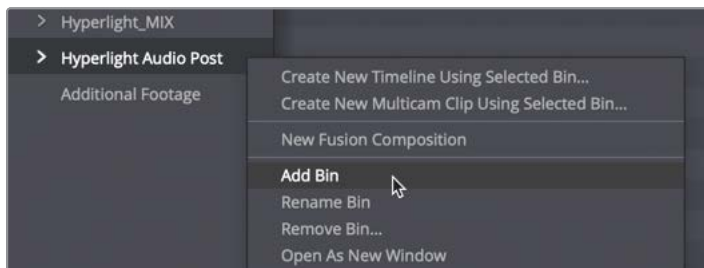 > Hyperlight_MIX
> Hyperlight Audio Post
Additional Footage
Create New Timeline Using Selected Bin...
Create New Multicam Clip Using Selected Bin...
New Fusion Composition
Add Bin
Rename Bin
Remove Bin...
Open As New Window